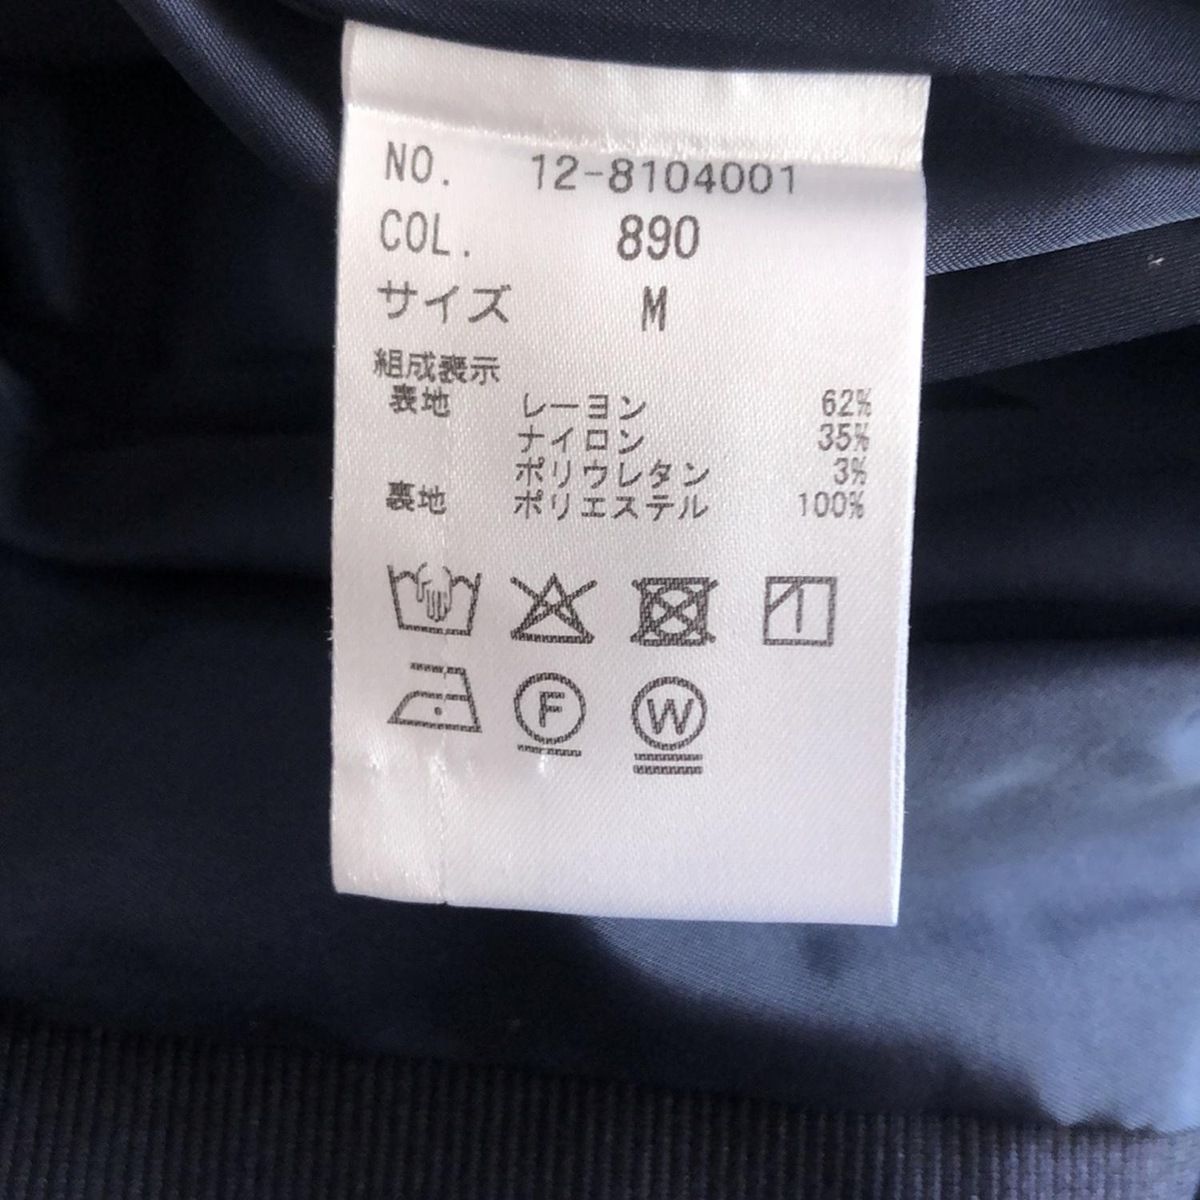 NO. 12-8104001
COL. 890
サイズ M
組成表示
表地 レーヨン 62%
ナイロン 35%
ポリウレタン 3%
裏地 ポリエステル 100%
F W